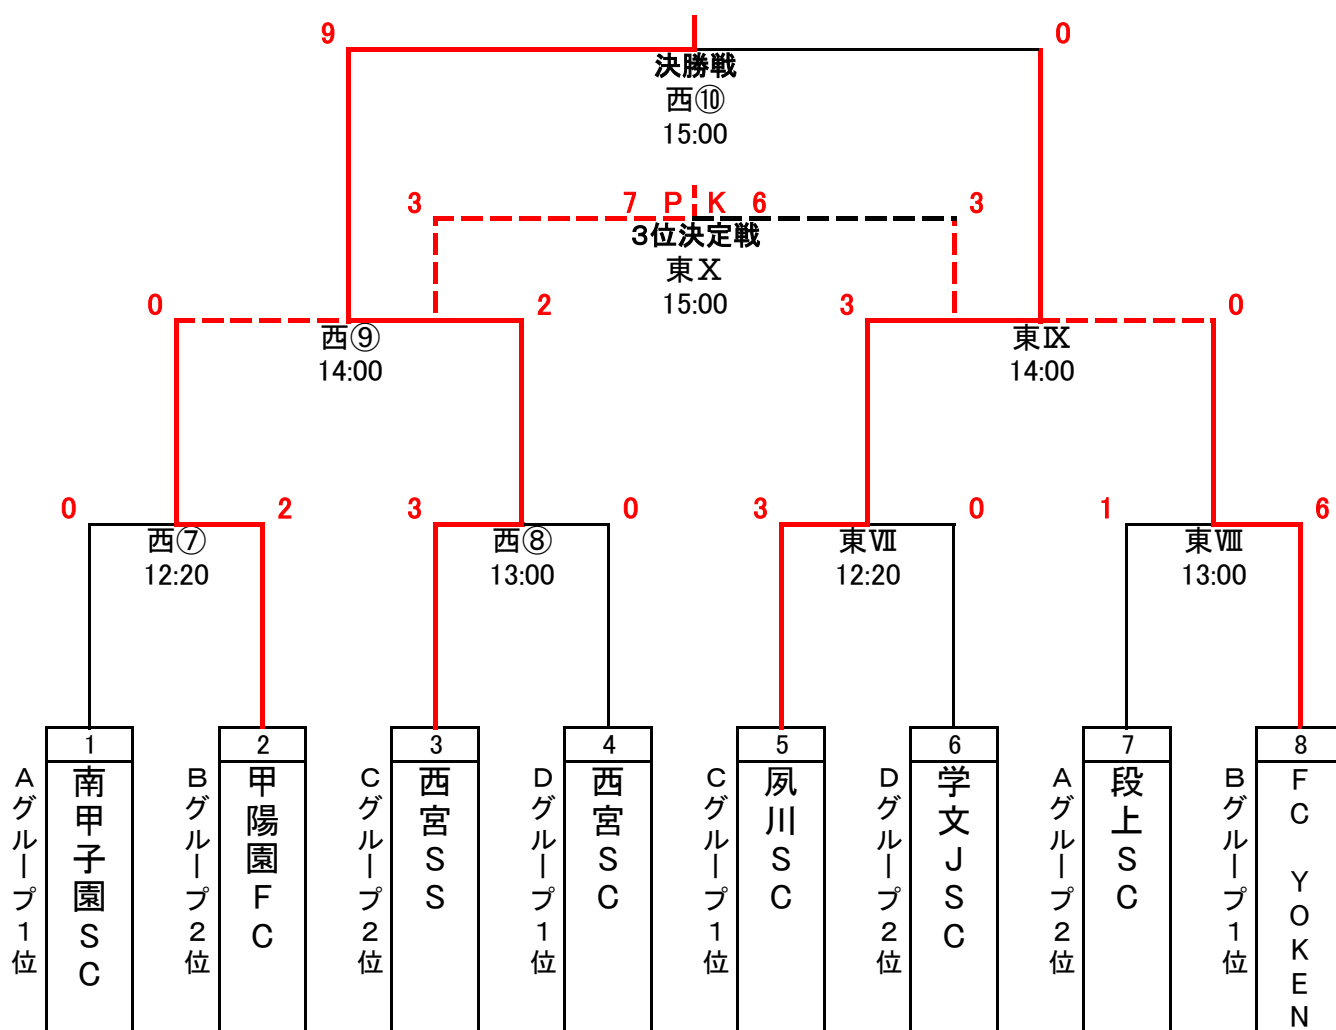 9 0
決勝戦
西⑩
15:00
3 7 P K 6 3
3位決定戦
東Ⅹ
15:00
0 2 3 0
西⑨ 東Ⅸ
14:00 14:00
0 2 3 0 3 0 1 6
西⑦ 西⑧ 東Ⅶ 東Ⅷ
12:20 13:00 12:20 13:00
1 2 3 4 5 6 7 8
Aグループ1位
南甲子園SC
Bグループ2位
甲陽園FC
Cグループ2位
西宮SS
Dグループ1位
西宮SC
Cグループ1位
夙川SC
Dグループ2位
学文JSC
Aグループ2位
段上SC
Bグループ1位
FC YOKEN